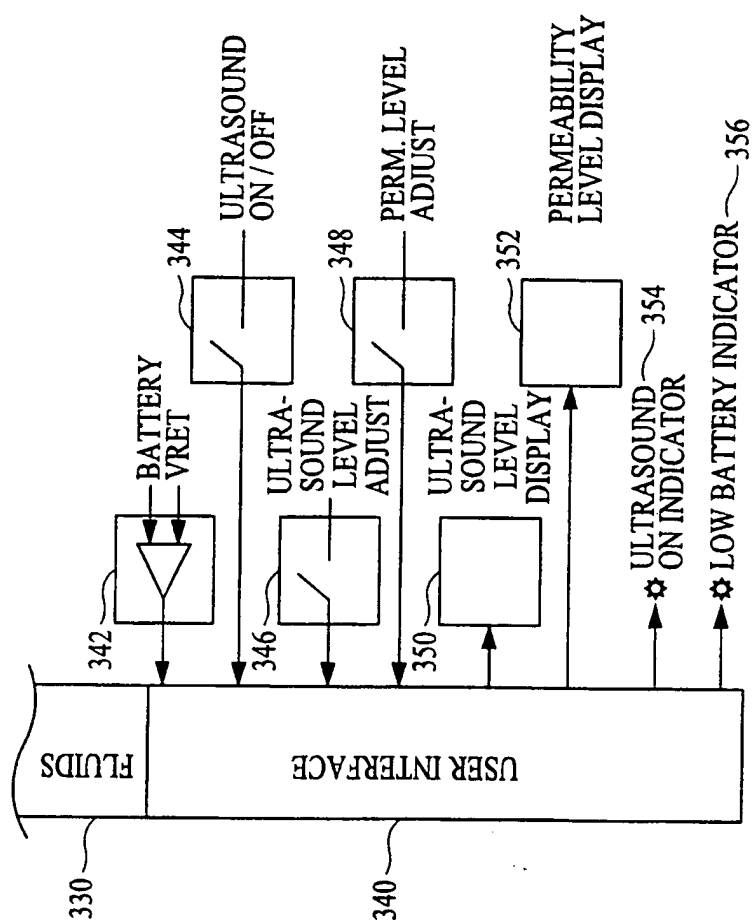 330
FLUIDS
340
USER INTERFACE
342
BATTERY
VRET
344
ULTRASOUND
ON / OFF
346
ULTRA-
SOUND
LEVEL
ADJUST
348
PERM. LEVEL
ADJUST
350
ULTRA-
SOUND
LEVEL
DISPLAY
352
PERMEABILITY
LEVEL DISPLAY
ULTRASOUND
ON INDICATOR
354
LOW BATTERY INDICATOR
356